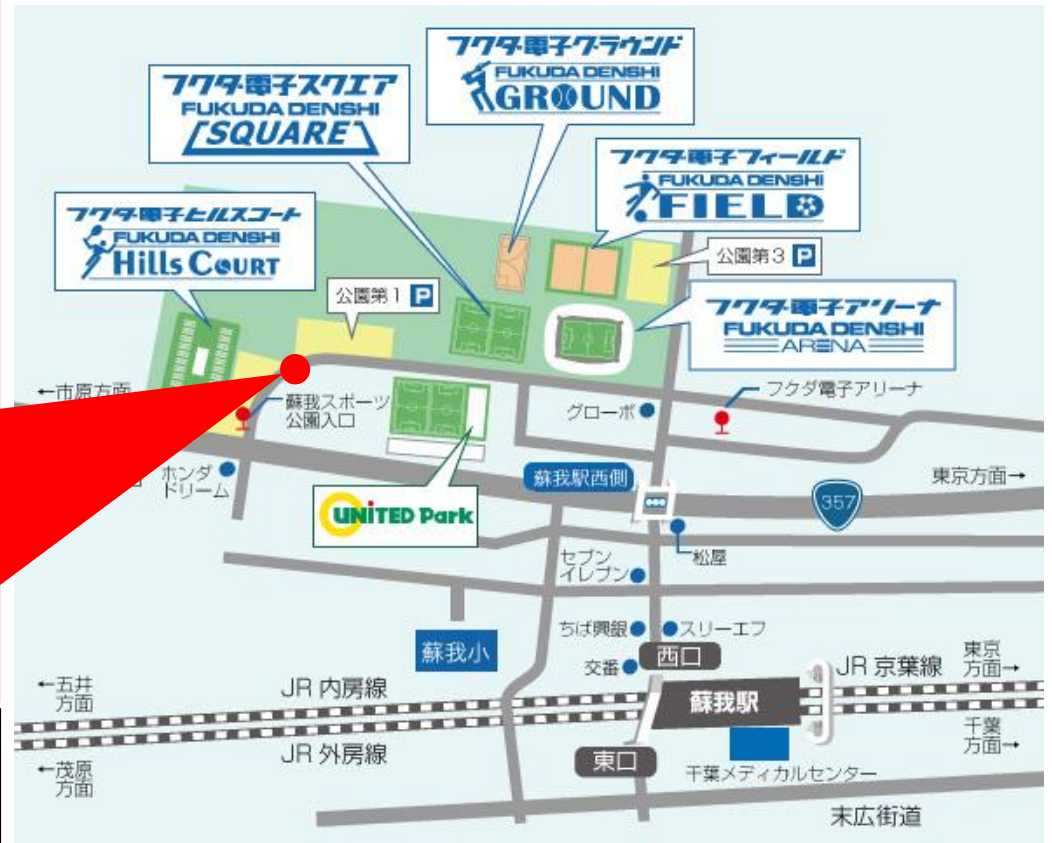 フクダ電子グラウンド
FUKUDA DENSHI
GROUND
フクダ電子スクエア
FUKUDA DENSHI
SQUARE
フクダ電子フィールド
FUKUDA DENSHI
FIELD
フクダ電子ヒルズコート
FUKUDA DENSHI
Hills COURT
公園第3 P
公園第1 P
フクダ電子アリーナ
FUKUDA DENSHI
ARENA
←市原方面
蘇我スポーツ
公園入口
グローボ
フクダ電子アリーナ
ホンダ
ドリーム
蘇我駅西側
東京方面→
357
UNITED Park
セブン
イレブン
松屋
ちば興銀
スリーエフ
蘇我小
交番
西口
JR 京葉線
東京
方面→
←五井
方面
JR 内房線
蘇我駅
JR 外房線
千葉
方面→
←茂原
方面
東口
千葉メディカルセンター
末広街道